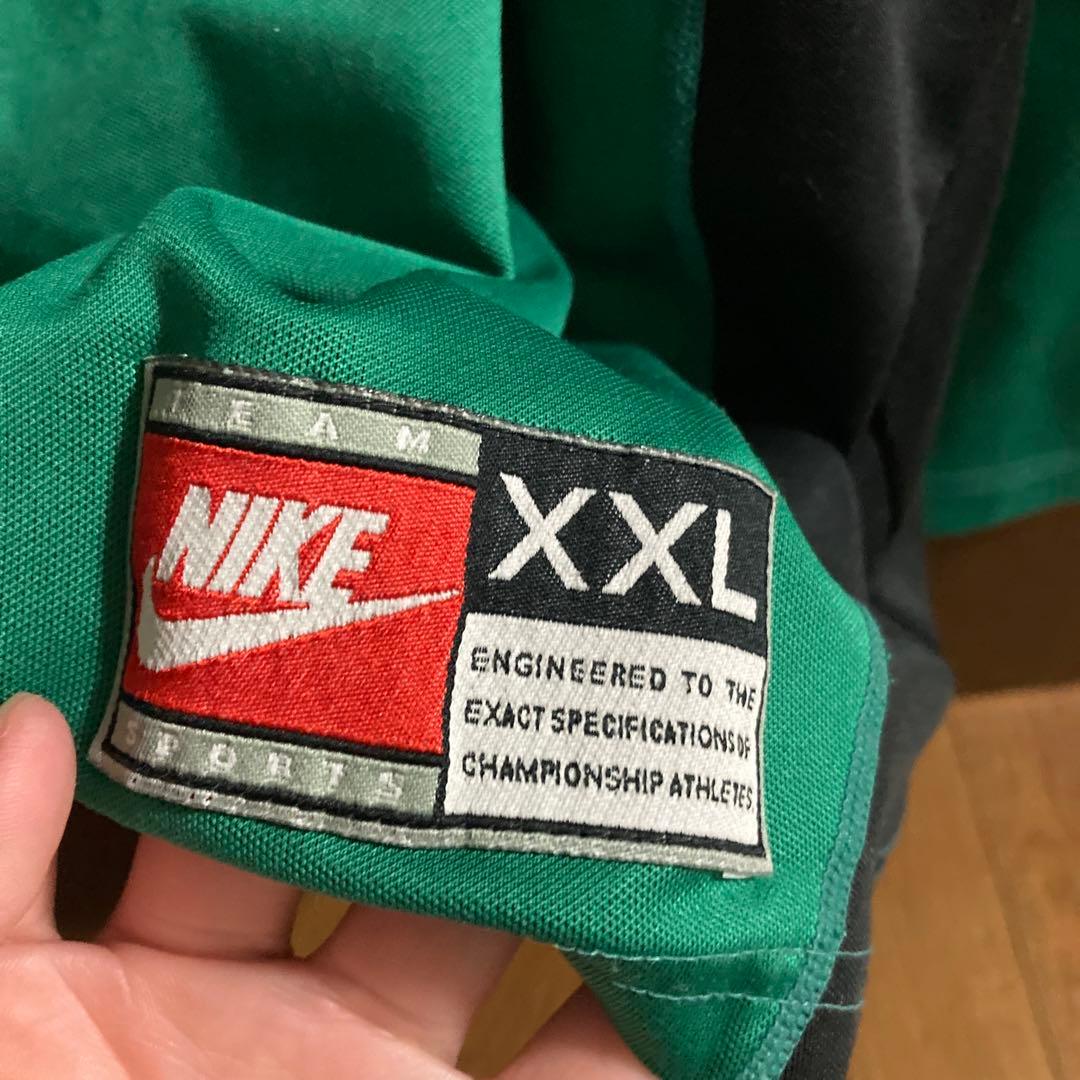 TEAM
NIKE
SPORTS
XXL
ENGINEERED TO THE
EXACT SPECIFICATIONS OF
CHAMPIONSHIP ATHLETES